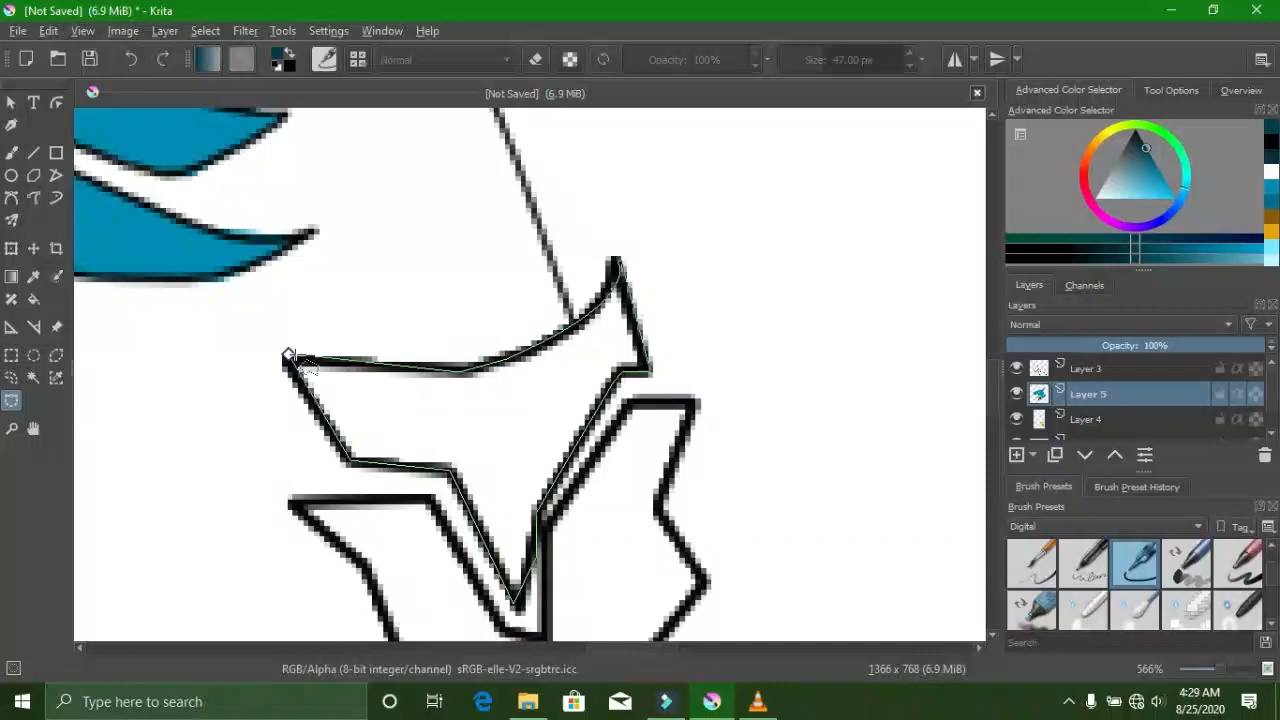 [Not Saved]  (6.9 MiB) * - Krita
File Edit View Image Layer Select Filter Tools Settings Window Help
Normal Opacity: 100% Size: 47.00 px
[Not Saved]  (6.9 MiB)
Advanced Color Selector Tool Options Overview
Advanced Color Selector
Layers Channels
Layers
Normal
Opacity: 100%
Layer 3
Layer 5
Layer 4
Brush Presets Brush Preset History
Brush Presets
Digital Tag
Search
RGB/Alpha (8-bit integer/channel)  sRGB-elle-V2-srgbtrc.icc 1366 x 768 (6.9 MiB) 566%
Type here to search
4:29 AM
8/25/2020